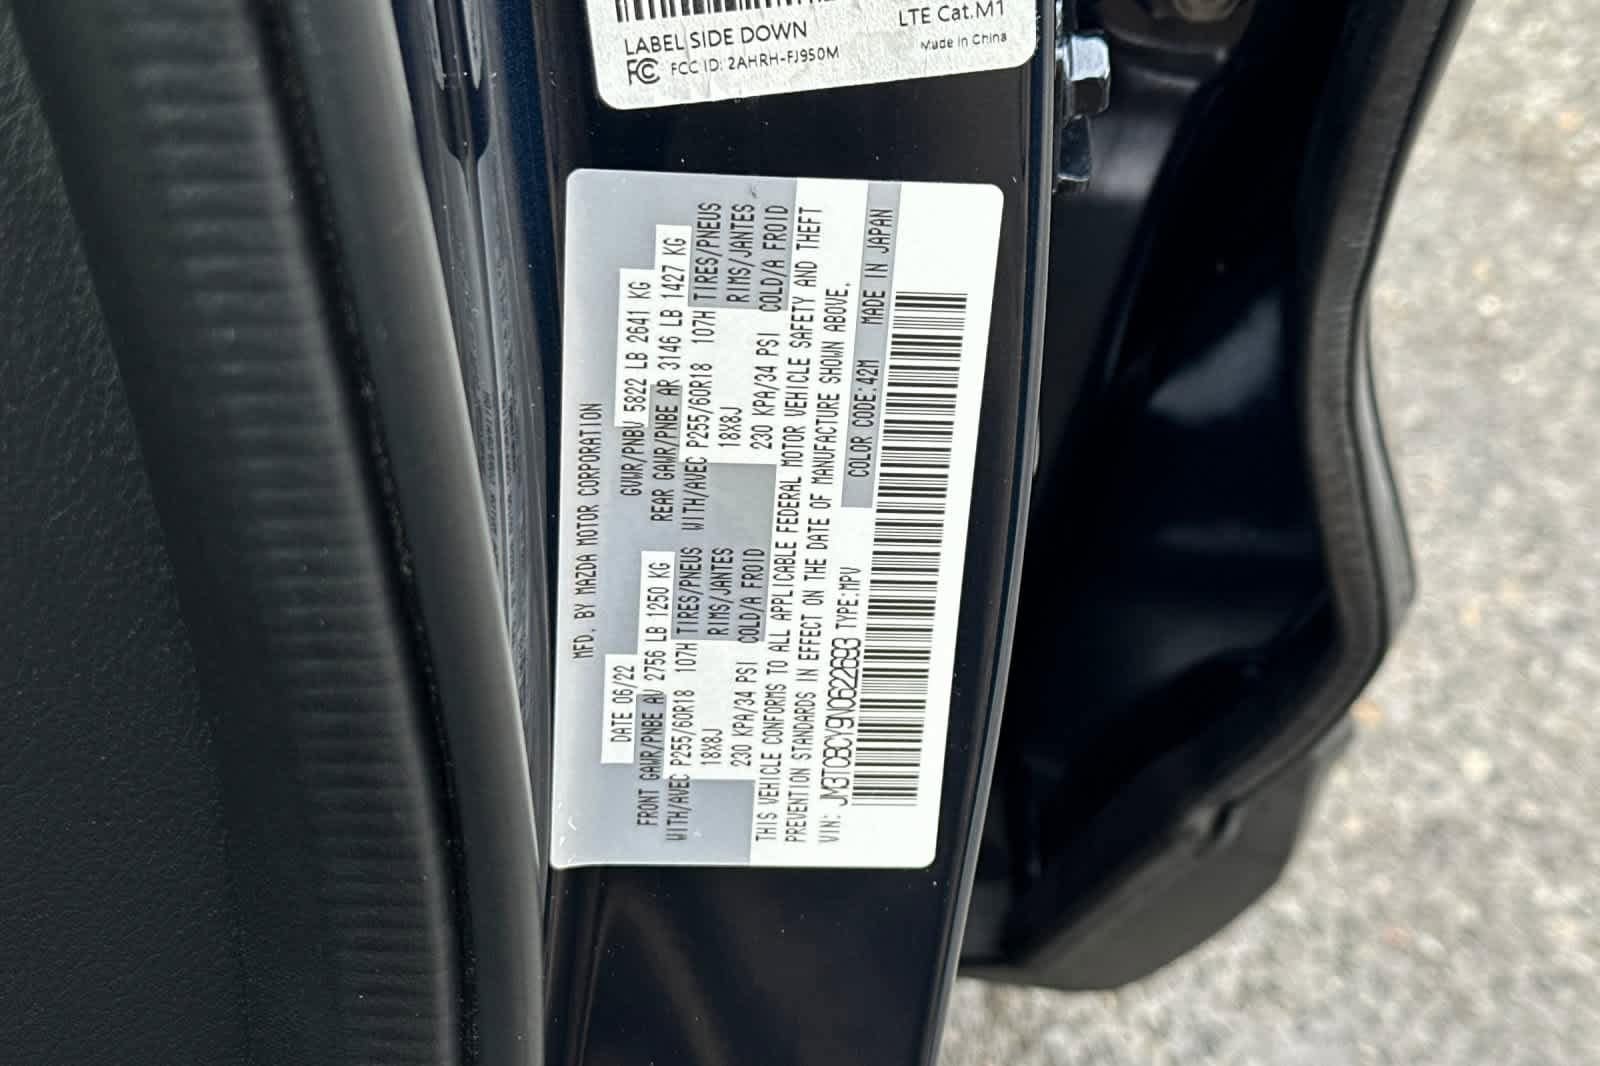 LABEL SIDE DOWN
FCC ID: 2AHRH-FJ950M
LTE Cat.M1
Made in China
MFD. BY MAZDA MOTOR CORPORATION
DATE 06/22 GVWR/PNBV 5822 LB 2641 KG
FRONT GAWR/PNBE AV 2756 LB 1250 KG REAR GAWR/PNBE AR 3146 LB 1427 KG
WITH/AVEC P255/60R18 107H TIRES/PNEUS WITH/AVEC P255/60R18 107H TIRES/PNEUS
18X8J RIMS/JANTES 18X8J RIMS/JANTES
230 KPA/34 PSI COLD/A FROID 230 KPA/34 PSI COLD/A FROID
THIS VEHICLE CONFORMS TO ALL APPLICABLE FEDERAL MOTOR VEHICLE SAFETY AND THEFT
PREVENTION STANDARDS IN EFFECT ON THE DATE OF MANUFACTURE SHOWN ABOVE.
VIN: JM3TCBCY9N0622693 TYPE:MPV COLOR CODE:42M MADE IN JAPAN